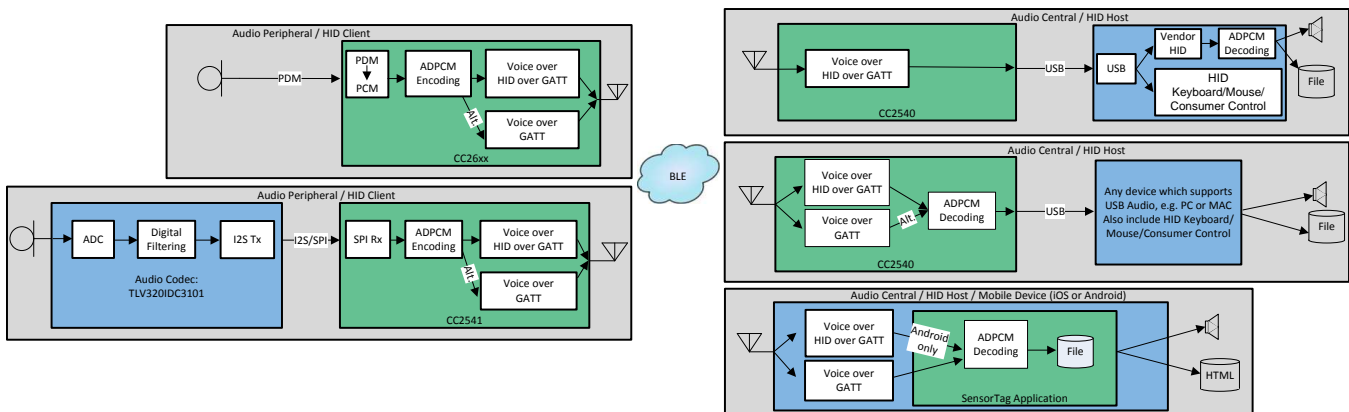 Audio Peripheral / HID Client
PDM
PDM
PCM
ADPCM
Encoding
Voice over
HID over GATT
Alt.
Voice over
GATT
CC26xx
Audio Peripheral / HID Client
ADC
Digital
Filtering
I2S Tx
Audio Codec:
TLV320IDC3101
I2S/SPI
SPI Rx
ADPCM
Encoding
Voice over
HID over GATT
Alt.
Voice over
GATT
CC2541
BLE
Audio Central / HID Host
Voice over
HID over GATT
CC2540
USB
USB
Vendor
HID
ADPCM
Decoding
HID
Keyboard/Mouse/
Consumer Control
File
Audio Central / HID Host
Voice over
HID over GATT
Voice over
GATT
Alt.
ADPCM
Decoding
CC2540
USB
Any device which supports
USB Audio, e.g. PC or MAC
Also include HID Keyboard/
Mouse/Consumer Control
File
Audio Central / HID Host / Mobile Device (iOS or Android)
Voice over
HID over GATT
Voice over
GATT
Android
only
ADPCM
Decoding
File
SensorTag Application
HTML